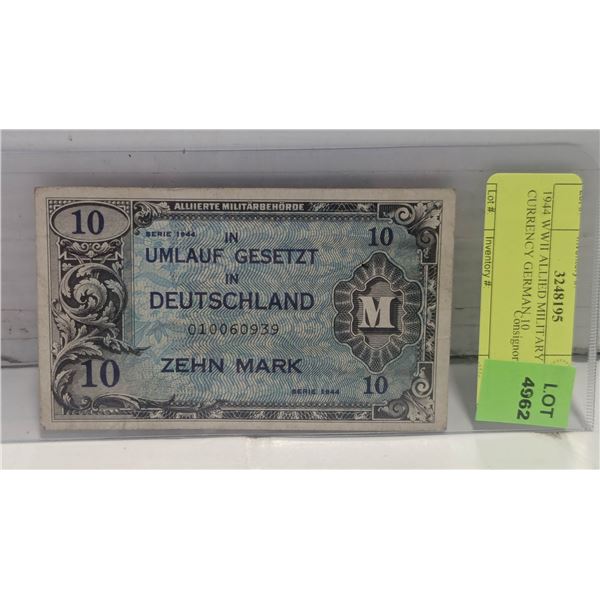 ALLIIERTE MILITÄRBEHÖRDE
10
SERIE 1944
10
IN
UMLAUF GESETZT
IN
DEUTSCHLAND
010060939
M
ZEHN MARK
10
10
SERIE 1944
Lot #
Inventory #
3248195
1944 WWII ALLIED MILITARY
CURRENCY GERMAN 10
Consignor
LOT
4962